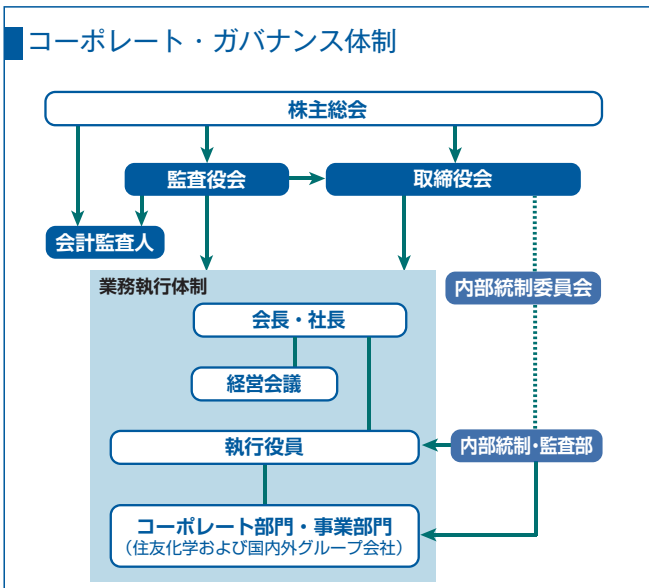 コーポレート・ガバナンス体制
株主総会
監査役会
取締役会
会計監査人
業務執行体制
内部統制委員会
会長・社長
経営会議
執行役員
内部統制・監査部
コーポレート部門・事業部門
（住友化学および国内外グループ会社）